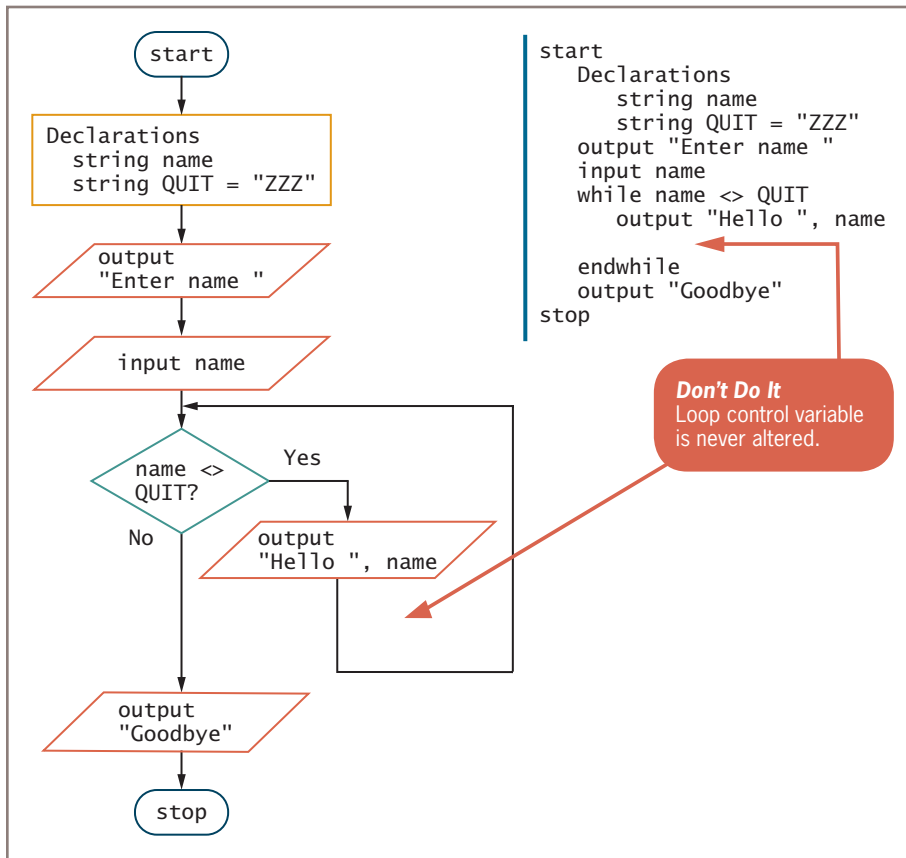 start
Declarations
string name
string QUIT = "ZZZ"
output
"Enter name "
input name
name <>
QUIT?
Yes
No
output
"Hello ", name
output
"Goodbye"
stop
start
Declarations
string name
string QUIT = "ZZZ"
output "Enter name "
input name
while name <> QUIT
output "Hello ", name
endwhile
output "Goodbye"
stop
Don't Do It
Loop control variable
is never altered.